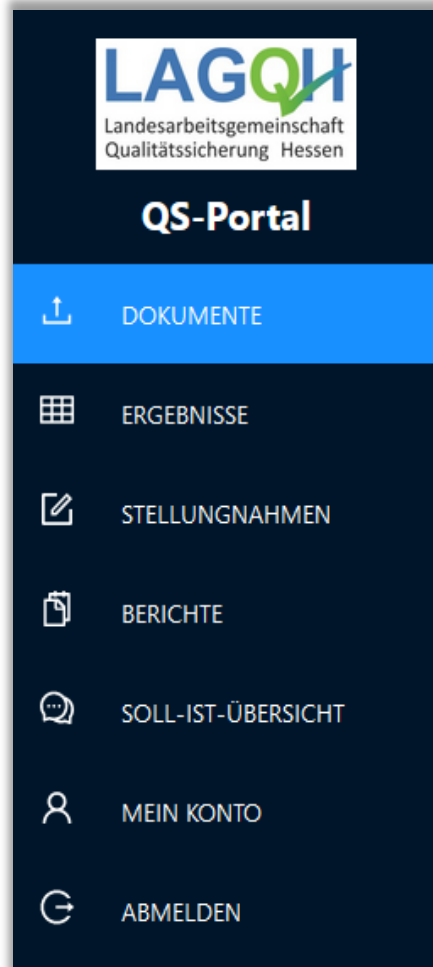 LAGQH
Landesarbeitsgemeinschaft
Qualitätssicherung Hessen
QS-Portal
DOKUMENTE
ERGEBNISSE
STELLUNGNAHMEN
BERICHTE
SOLL-IST-ÜBERSICHT
MEIN KONTO
ABMELDEN